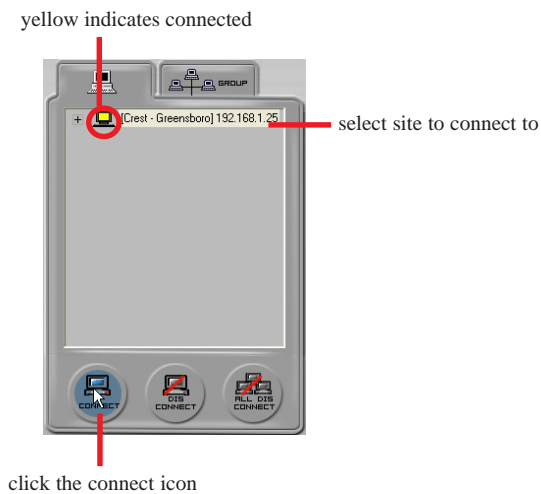 yellow indicates connected
GROUP
+ [Crest - Greensboro] 192.168.1.25
select site to connect to
CONNECT
DIS
CONNECT
ALL DIS
CONNECT
click the connect icon